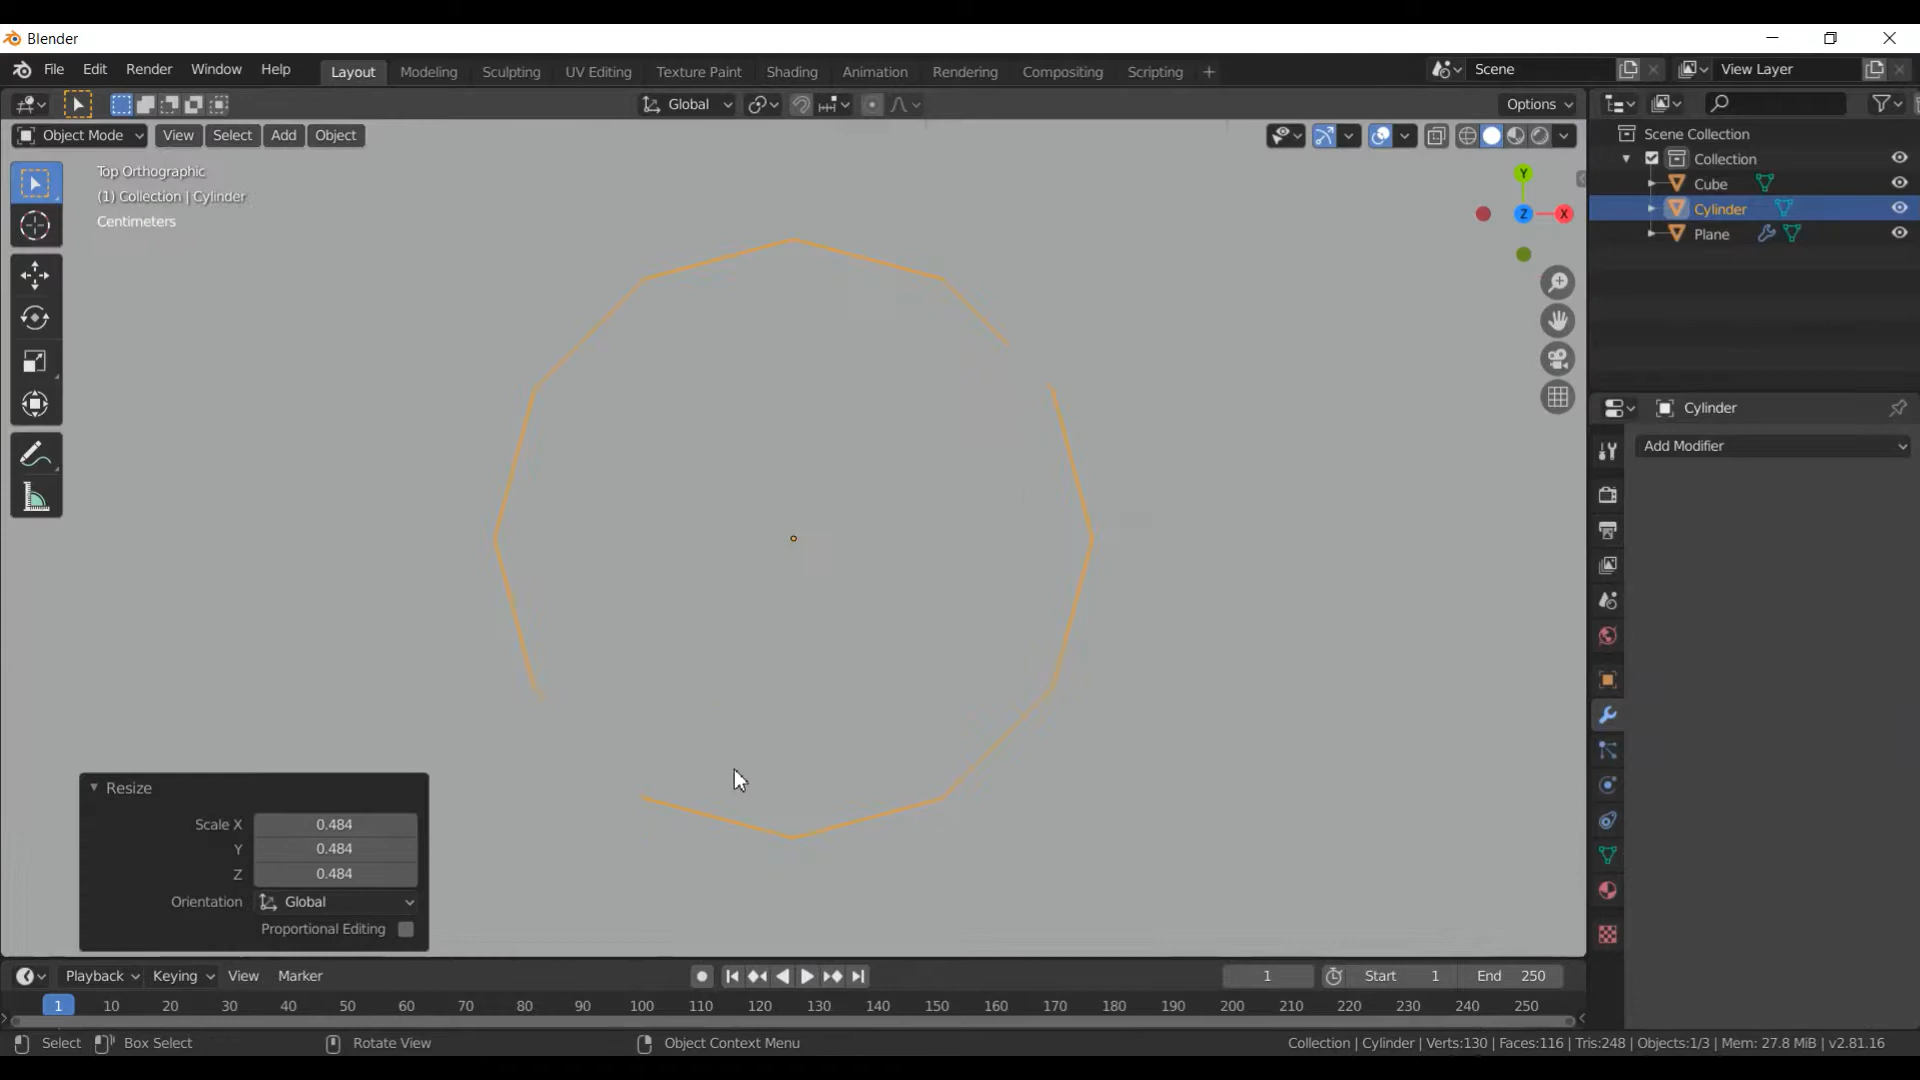 Blender
File Edit Render Window Help Layout Modeling Sculpting UV Editing Texture Paint Shading Animation Rendering Compositing Scripting + Scene View Layer
Global Options
Object Mode View Select Add Object
Scene Collection
Collection
Cube
Cylinder
Plane
Top Orthographic
(1) Collection | Cylinder
Centimeters
Y
Z
X
Cylinder
Add Modifier
Resize
Scale X 0.484
Y 0.484
Z 0.484
Orientation Global
Proportional Editing
Playback Keying View Marker 1 Start 1 End 250
1 10 20 30 40 50 60 70 80 90 100 110 120 130 140 150 160 170 180 190 200 210 220 230 240 250
Select Box Select Rotate View Object Context Menu Collection | Cylinder | Verts:130 | Faces:116 | Tris:248 | Objects:1/3 | Mem: 27.8 MiB | v2.81.16